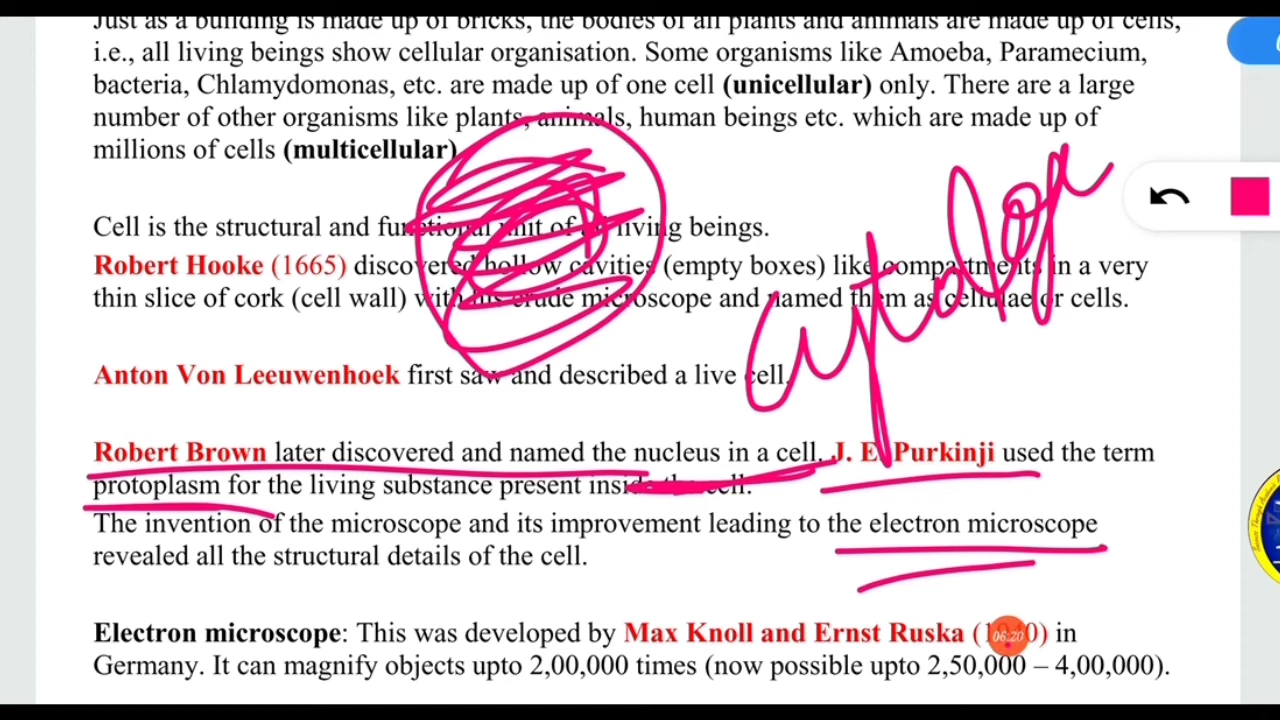 Just as a building is made up of bricks, the bodies of all plants and animals are made up of cells,
i.e., all living beings show cellular organisation. Some organisms like Amoeba, Paramecium,
bacteria, Chlamydomonas, etc. are made up of one cell (unicellular) only. There are a large
number of other organisms like plants, animals, human beings etc. which are made up of
millions of cells (multicellular)
Cell is the structural and functional unit of all living beings.
Robert Hooke (1665) discovered hollow cavities (empty boxes) like compartments in a very
thin slice of cork (cell wall) with his crude microscope and named them as cellulae or cells.
Anton Von Leeuwenhoek first saw and described a live cell.
Robert Brown later discovered and named the nucleus in a cell. J. E. Purkinji used the term
protoplasm for the living substance present inside the cell.
The invention of the microscope and its improvement leading to the electron microscope
revealed all the structural details of the cell.
Electron microscope: This was developed by Max Knoll and Ernst Ruska in
Germany. It can magnify objects upto 2,00,000 times (now possible upto 2,50,000 – 4,00,000).
06:20